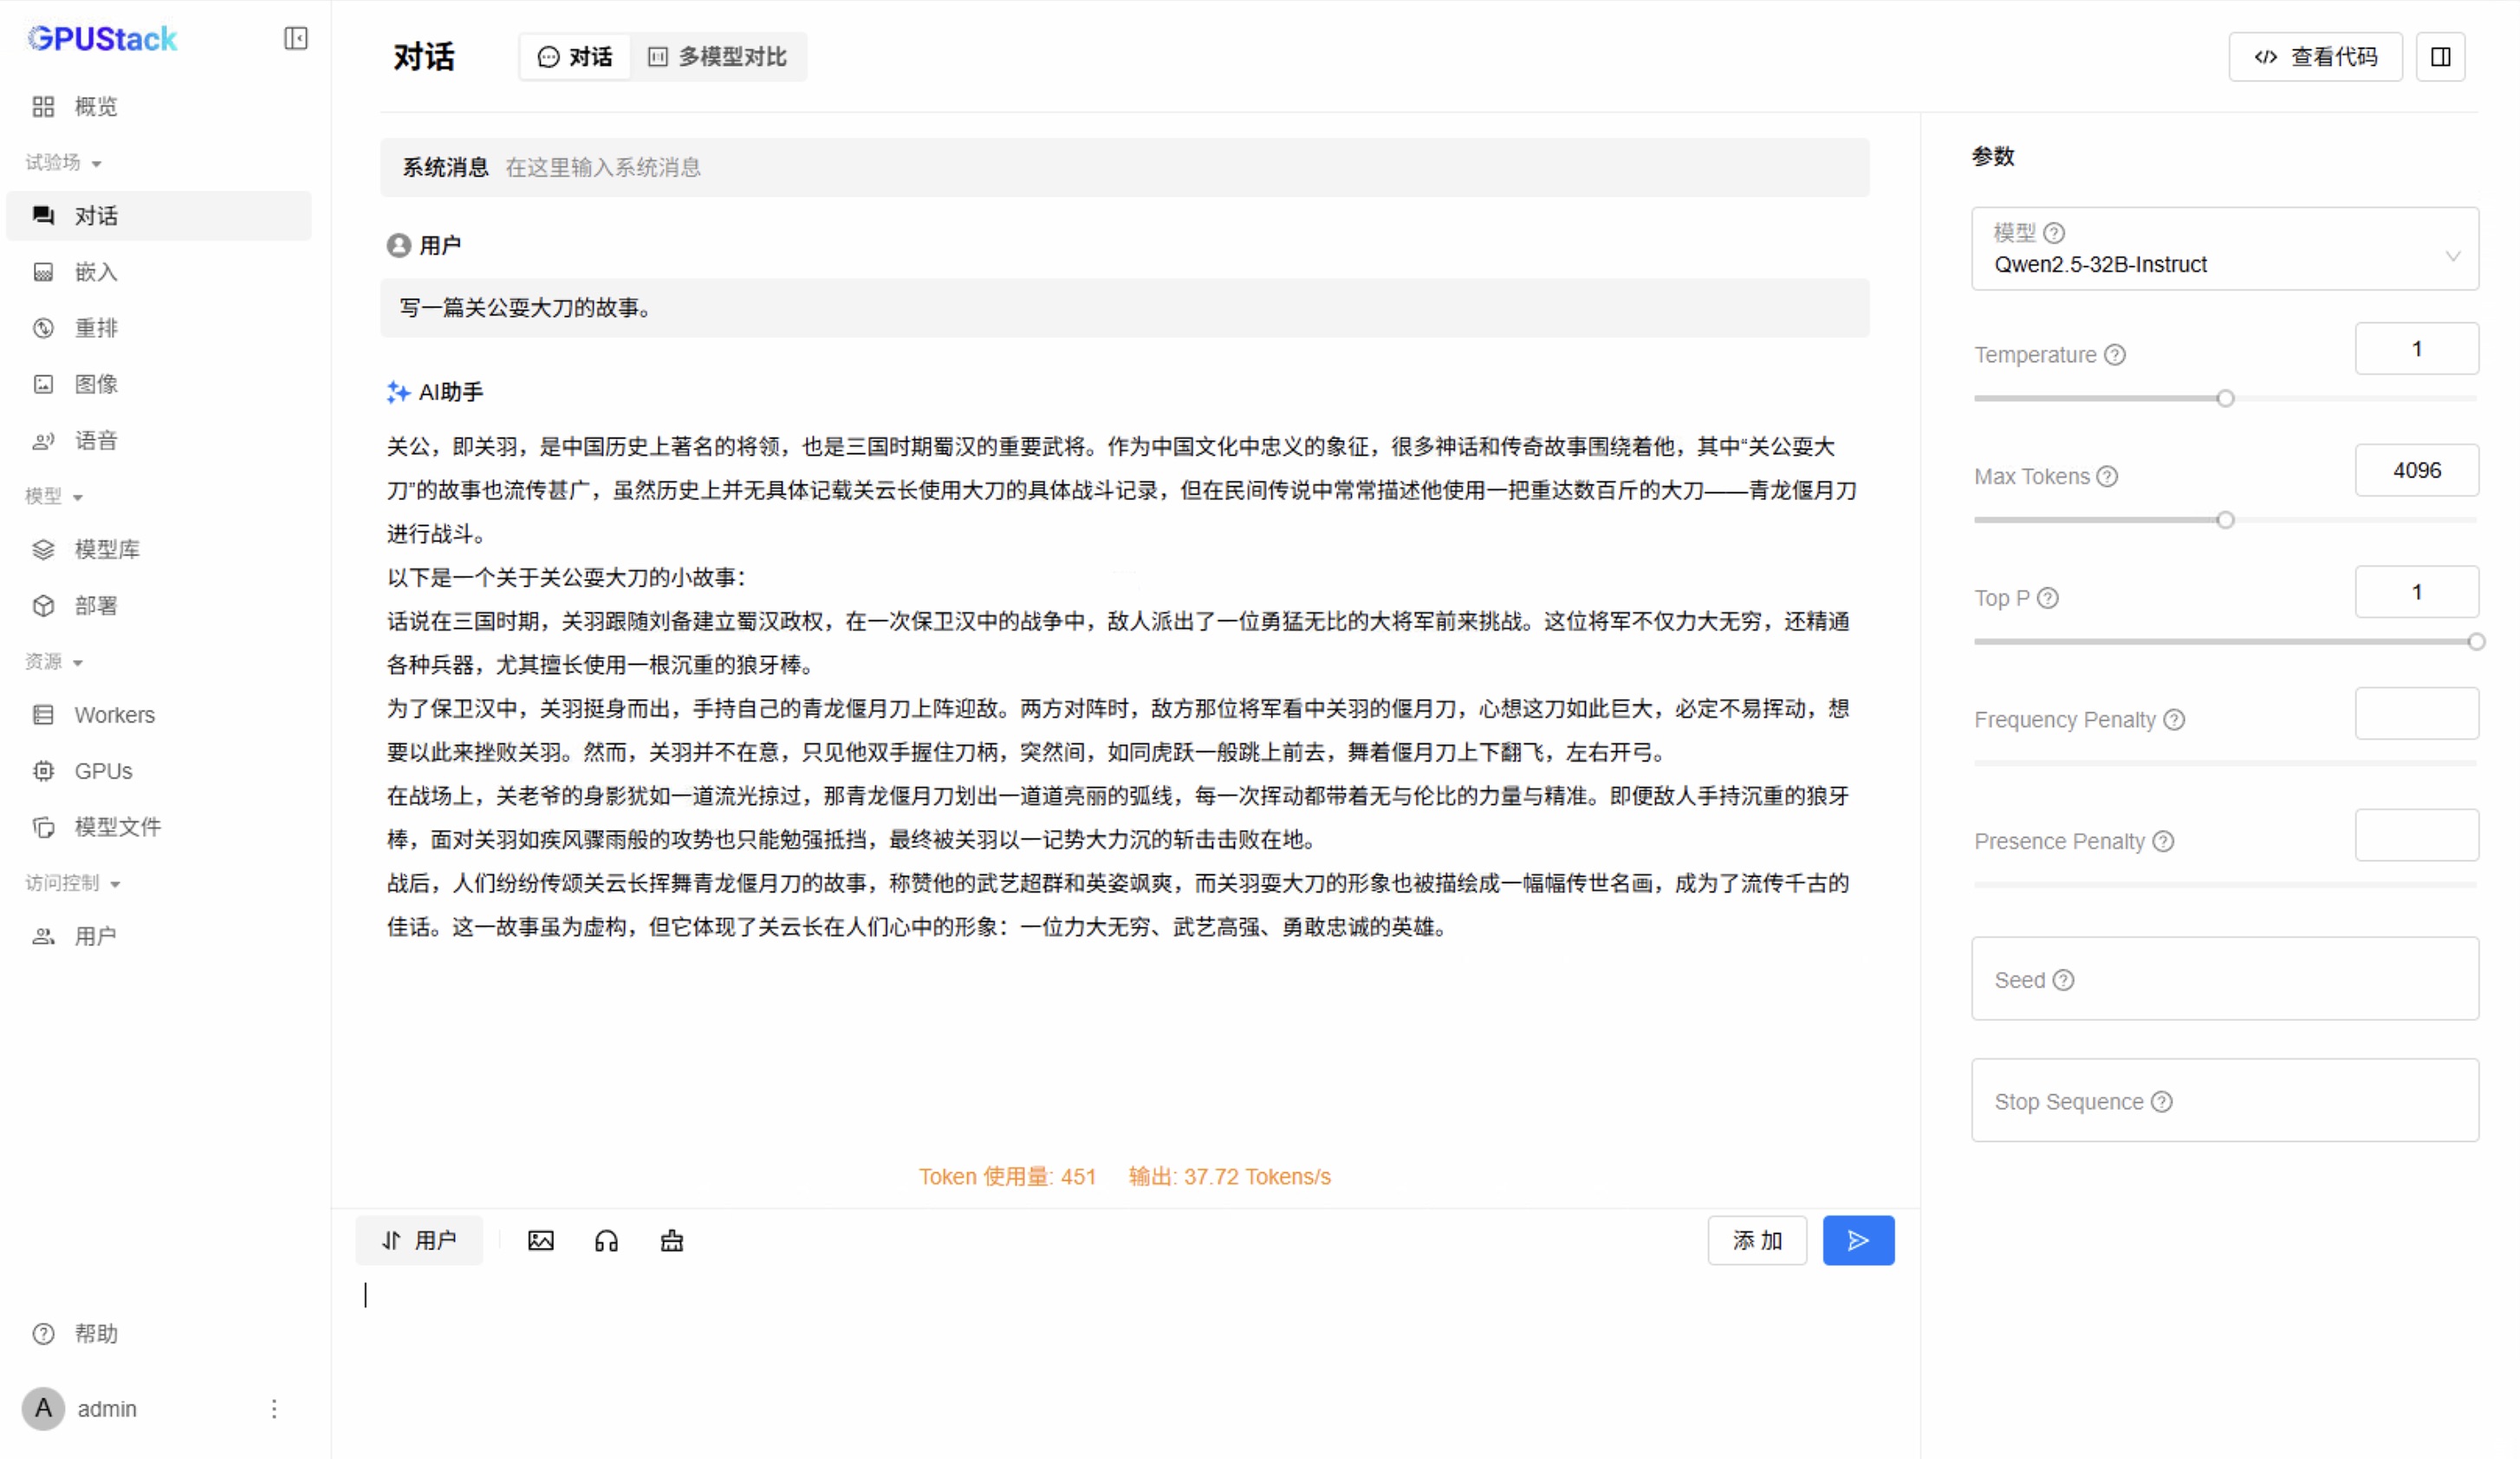 GPUStack
概览
试验场
对话
嵌入
重排
图像
语音
模型
模型库
部署
资源
Workers
GPUs
模型文件
访问控制
用户
帮助
A admin
对话 对话 多模型对比
查看代码
系统消息 在这里输入系统消息
用户
写一篇关公耍大刀的故事。
AI助手
关公，即关羽，是中国历史上著名的将领，也是三国时期蜀汉的重要武将。作为中国文化中忠义的象征，很多神话和传奇故事围绕着他，其中“关公耍大
刀”的故事也流传甚广，虽然历史上并无具体记载关云长使用大刀的具体战斗记录，但在民间传说中常常描述他使用一把重达数百斤的大刀——青龙偃月刀
进行战斗。
以下是一个关于关公耍大刀的小故事：
话说在三国时期，关羽跟随刘备建立蜀汉政权，在一次保卫汉中的战争中，敌人派出了一位勇猛无比的大将军前来挑战。这位将军不仅力大无穷，还精通
各种兵器，尤其擅长使用一根沉重的狼牙棒。
为了保卫汉中，关羽挺身而出，手持自己的青龙偃月刀上阵迎敌。两方对阵时，敌方那位将军看中关羽的偃月刀，心想这刀如此巨大，必定不易挥动，想
要以此来挫败关羽。然而，关羽并不在意，只见他双手握住刀柄，突然间，如同虎跃一般跳上前去，舞着偃月刀上下翻飞，左右开弓。
在战场上，关老爷的身影犹如一道流光掠过，那青龙偃月刀划出一道道亮丽的弧线，每一次挥动都带着无与伦比的力量与精准。即便敌人手持沉重的狼牙
棒，面对关羽如疾风骤雨般的攻势也只能勉强抵挡，最终被关羽以一记势大力沉的斩击击败在地。
战后，人们纷纷传颂关云长挥舞青龙偃月刀的故事，称赞他的武艺超群和英姿飒爽，而关羽耍大刀的形象也被描绘成一幅幅传世名画，成为了流传千古的
佳话。这一故事虽为虚构，但它体现了关云长在人们心中的形象：一位力大无穷、武艺高强、勇敢忠诚的英雄。
Token 使用量: 451 输出: 37.72 Tokens/s
用户
添 加
参数
模型
Qwen2.5-32B-Instruct
Temperature 1
Max Tokens 4096
Top P 1
Frequency Penalty
Presence Penalty
Seed
Stop Sequence